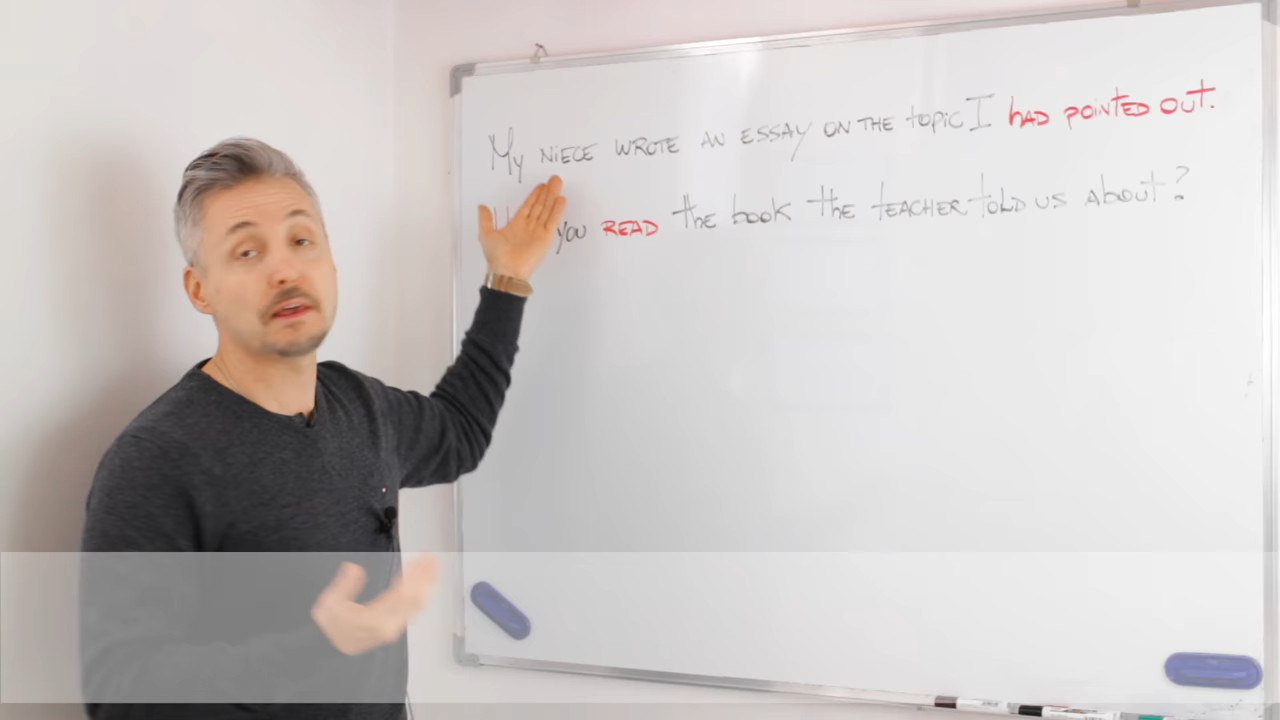 My niece wrote an essay on the topic I had pointed out.
you read the book the teacher told us about?